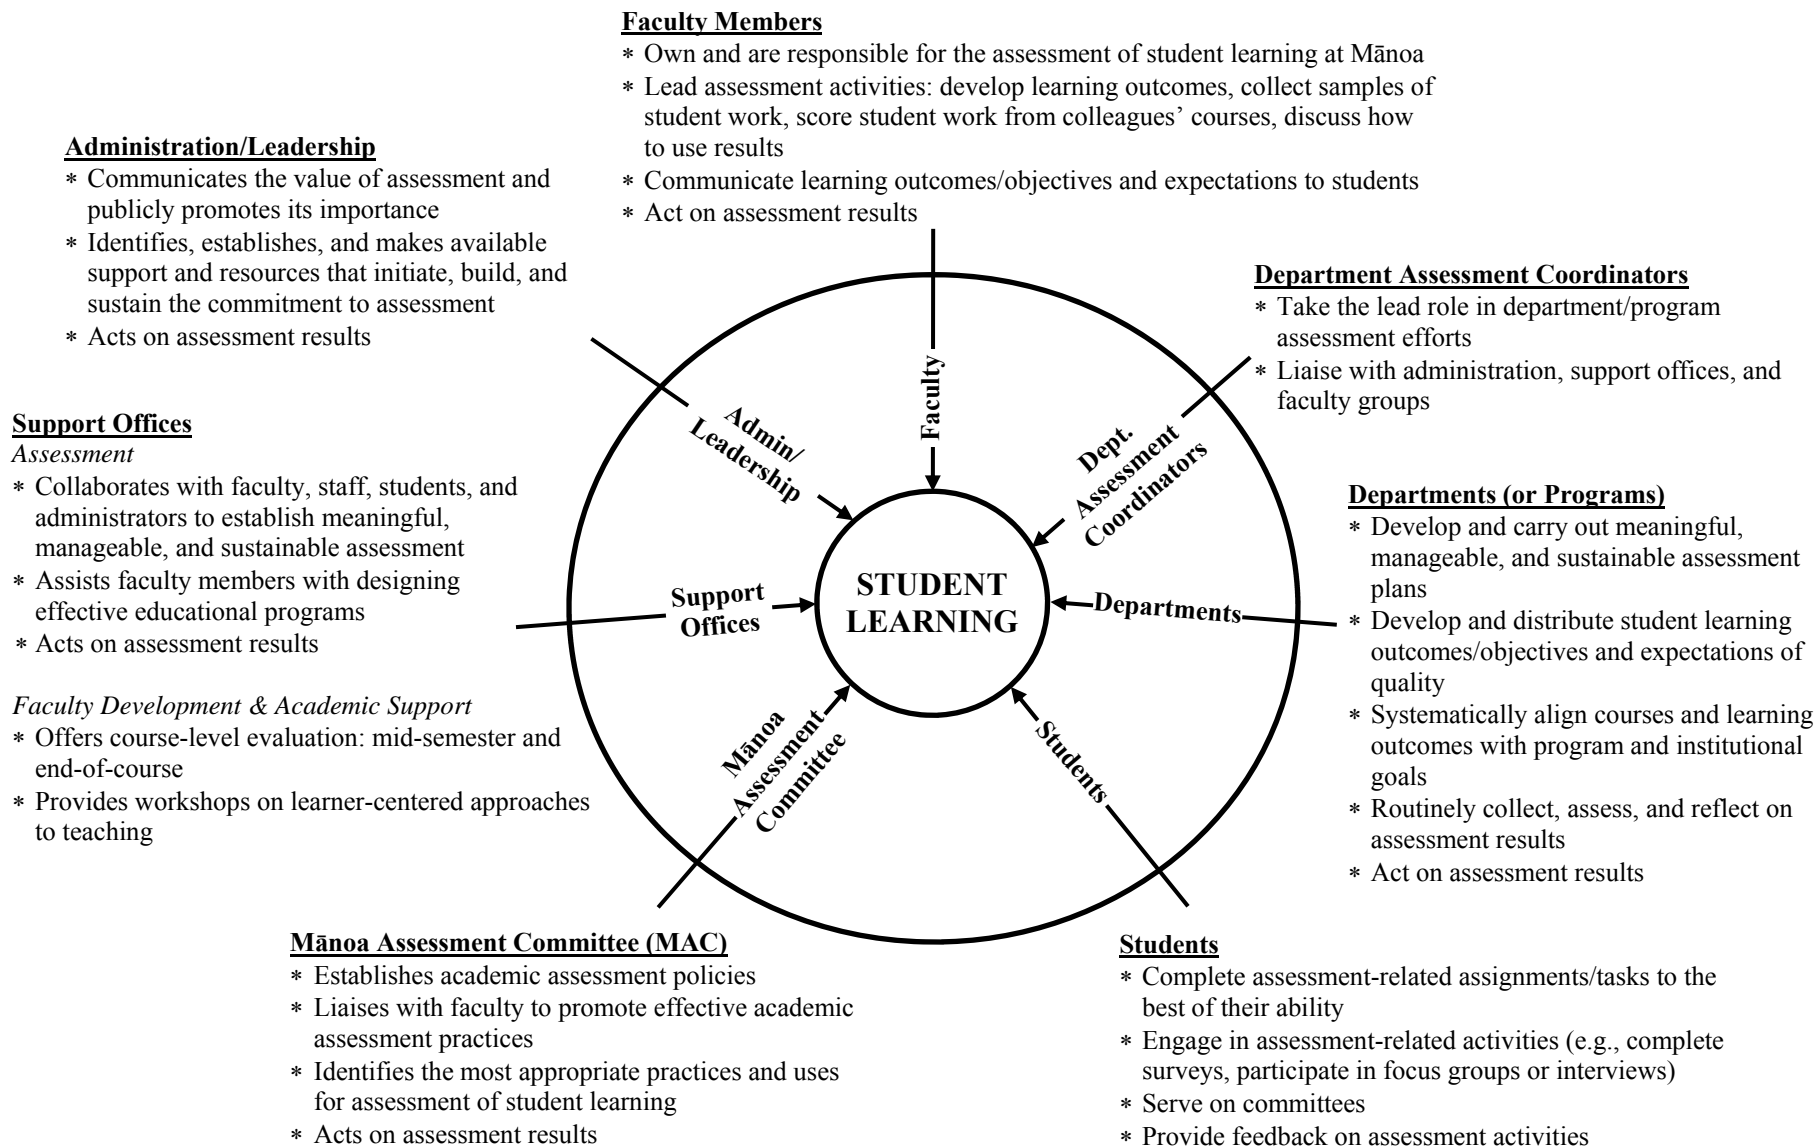 Faculty Members
* Own and are responsible for the assessment of student learning at Mānoa
* Lead assessment activities: develop learning outcomes, collect samples of
student work, score student work from colleagues’ courses, discuss how
to use results
* Communicate learning outcomes/objectives and expectations to students
* Act on assessment results
Administration/Leadership
* Communicates the value of assessment and
publicly promotes its importance
* Identifies, establishes, and makes available
support and resources that initiate, build, and
sustain the commitment to assessment
* Acts on assessment results
Department Assessment Coordinators
* Take the lead role in department/program
assessment efforts
* Liaise with administration, support offices, and
faculty groups
Support Offices
Assessment
* Collaborates with faculty, staff, students, and
administrators to establish meaningful,
manageable, and sustainable assessment
* Assists faculty members with designing
effective educational programs
* Acts on assessment results
Faculty Development & Academic Support
* Offers course-level evaluation: mid-semester and
end-of-course
* Provides workshops on learner-centered approaches
to teaching
Admin/
Leadership
Faculty
Dept.
Assessment
Coordinators
Support
Offices
STUDENT
LEARNING
Departments
Mānoa
Assessment
Committee
Students
Departments (or Programs)
* Develop and carry out meaningful,
manageable, and sustainable assessment
plans
* Develop and distribute student learning
outcomes/objectives and expectations of
quality
* Systematically align courses and learning
outcomes with program and institutional
goals
* Routinely collect, assess, and reflect on
assessment results
* Act on assessment results
Mānoa Assessment Committee (MAC)
* Establishes academic assessment policies
* Liaises with faculty to promote effective academic
assessment practices
* Identifies the most appropriate practices and uses
for assessment of student learning
* Acts on assessment results
Students
* Complete assessment-related assignments/tasks to the
best of their ability
* Engage in assessment-related activities (e.g., complete
surveys, participate in focus groups or interviews)
* Serve on committees
* Provide feedback on assessment activities